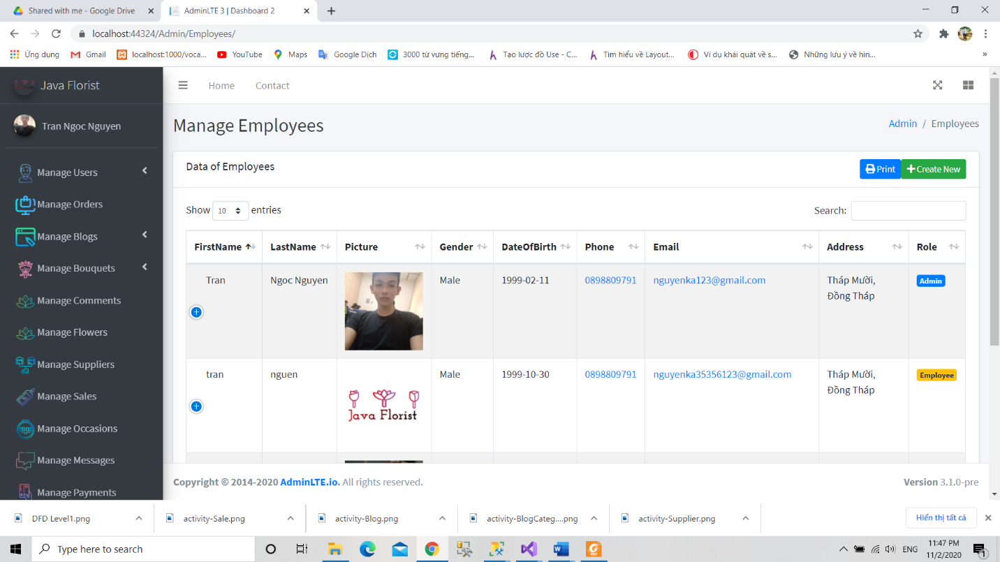 Shared with me - Google Drive
AdminLTE 3 | Dashboard 2
localhost:44324/Admin/Employees/
Ứng dụng
Gmail
localhost:1000/voca...
YouTube
Maps
Google Dịch
3000 từ vựng tiếng...
Tạo lược đồ Use - C...
Tìm hiểu về Layout...
Ví dụ khái quát về s...
Những lưu ý về hìn...
»
Java Florist
Home
Contact
Tran Ngoc Nguyen
Manage Employees
Admin / Employees
Manage Users
Manage Orders
Manage Blogs
Manage Bouquets
Manage Comments
Manage Flowers
Manage Suppliers
Manage Sales
Manage Occasions
Manage Messages
Manage Payments
Data of Employees
Print
Create New
Show 10 entries
Search:
FirstName LastName Picture Gender DateOfBirth Phone Email Address Role
Tran Ngoc Nguyen Male 1999-02-11 0898809791 nguyenka123@gmail.com Tháp Mười, Admin
Đồng Tháp
tran nguen Male 1999-10-30 0898809791 nguyenka35356123@gmail.com Tháp Mười, Employee
Đồng Tháp
Java Florist
Copyright © 2014-2020 AdminLTE.io. All rights reserved.
Version 3.1.0-pre
DFD Level1.png
activity-Sale.png
activity-Blog.png
activity-BlogCateg....png
activity-Supplier.png
Hiển thị tất cả
Type here to search
ENG
11:47 PM
11/2/2020
1